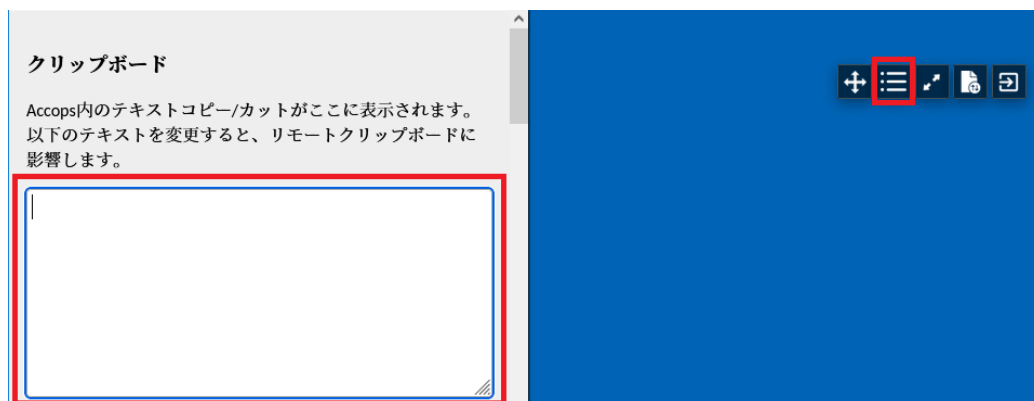 クリップボード
Accops内のテキストコピー/カットがここに表示されます。
以下のテキストを変更すると、リモートクリップボードに
影響します。